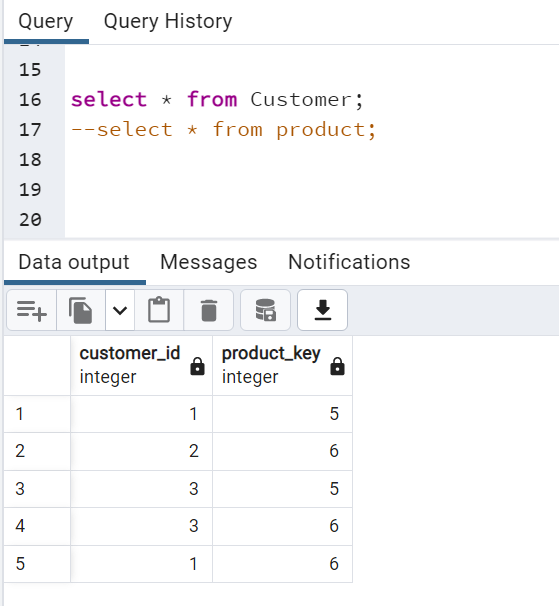 Query Query History
15
16 select * from Customer;
17 --select * from product;
18
19
20
Data output Messages Notifications
customer_id product_key
integer integer
1 1 5
2 2 6
3 3 5
4 3 6
5 1 6